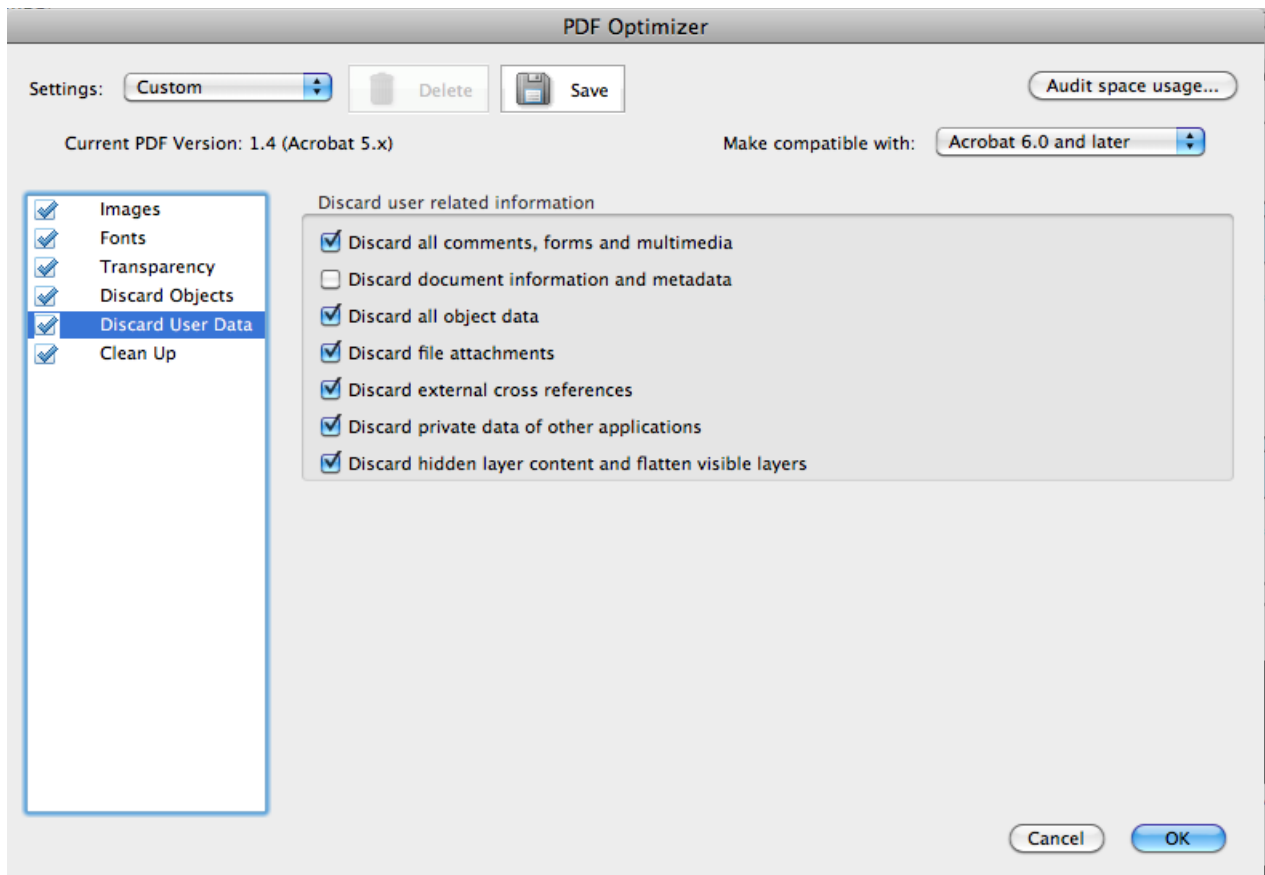 PDF Optimizer
Settings: Custom Delete Save Audit space usage...
Current PDF Version: 1.4 (Acrobat 5.x) Make compatible with: Acrobat 6.0 and later
Images
Fonts
Transparency
Discard Objects
Discard User Data
Clean Up
Discard user related information
Discard all comments, forms and multimedia
Discard document information and metadata
Discard all object data
Discard file attachments
Discard external cross references
Discard private data of other applications
Discard hidden layer content and flatten visible layers
Cancel OK